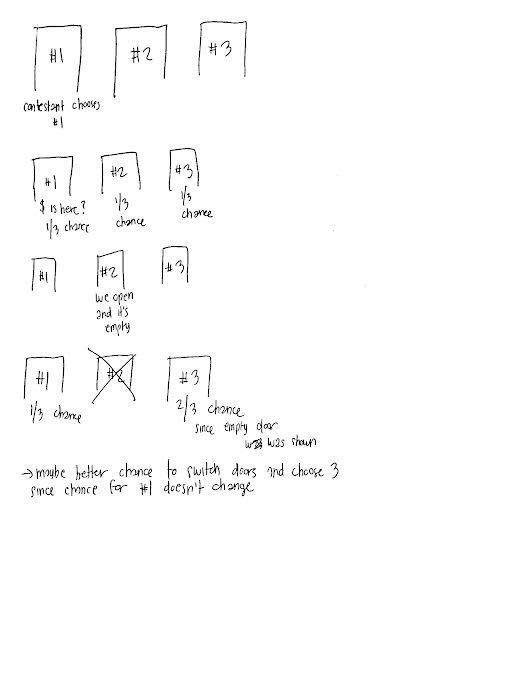 #1 #2 #3
contestant chooses
#1
#1 #2 #3
$ is here? 1/3 1/3
1/3 chance chance chance
#1 #2 #3
we open
and it's
empty
#1 #2 #3
1/3 chance 2/3 chance
since empty door
was shown
→ maybe better chance to switch doors and choose 3
since chance for #1 doesn't change